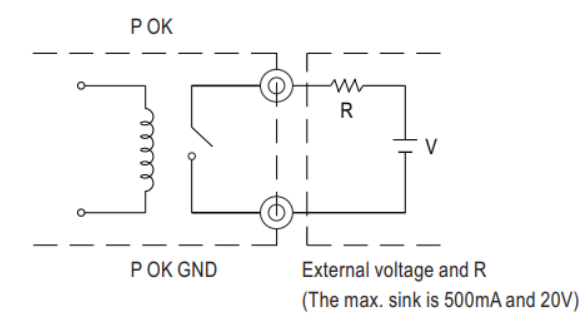 P OK
R
V
P OK GND
External voltage and R
(The max. sink is 500mA and 20V)